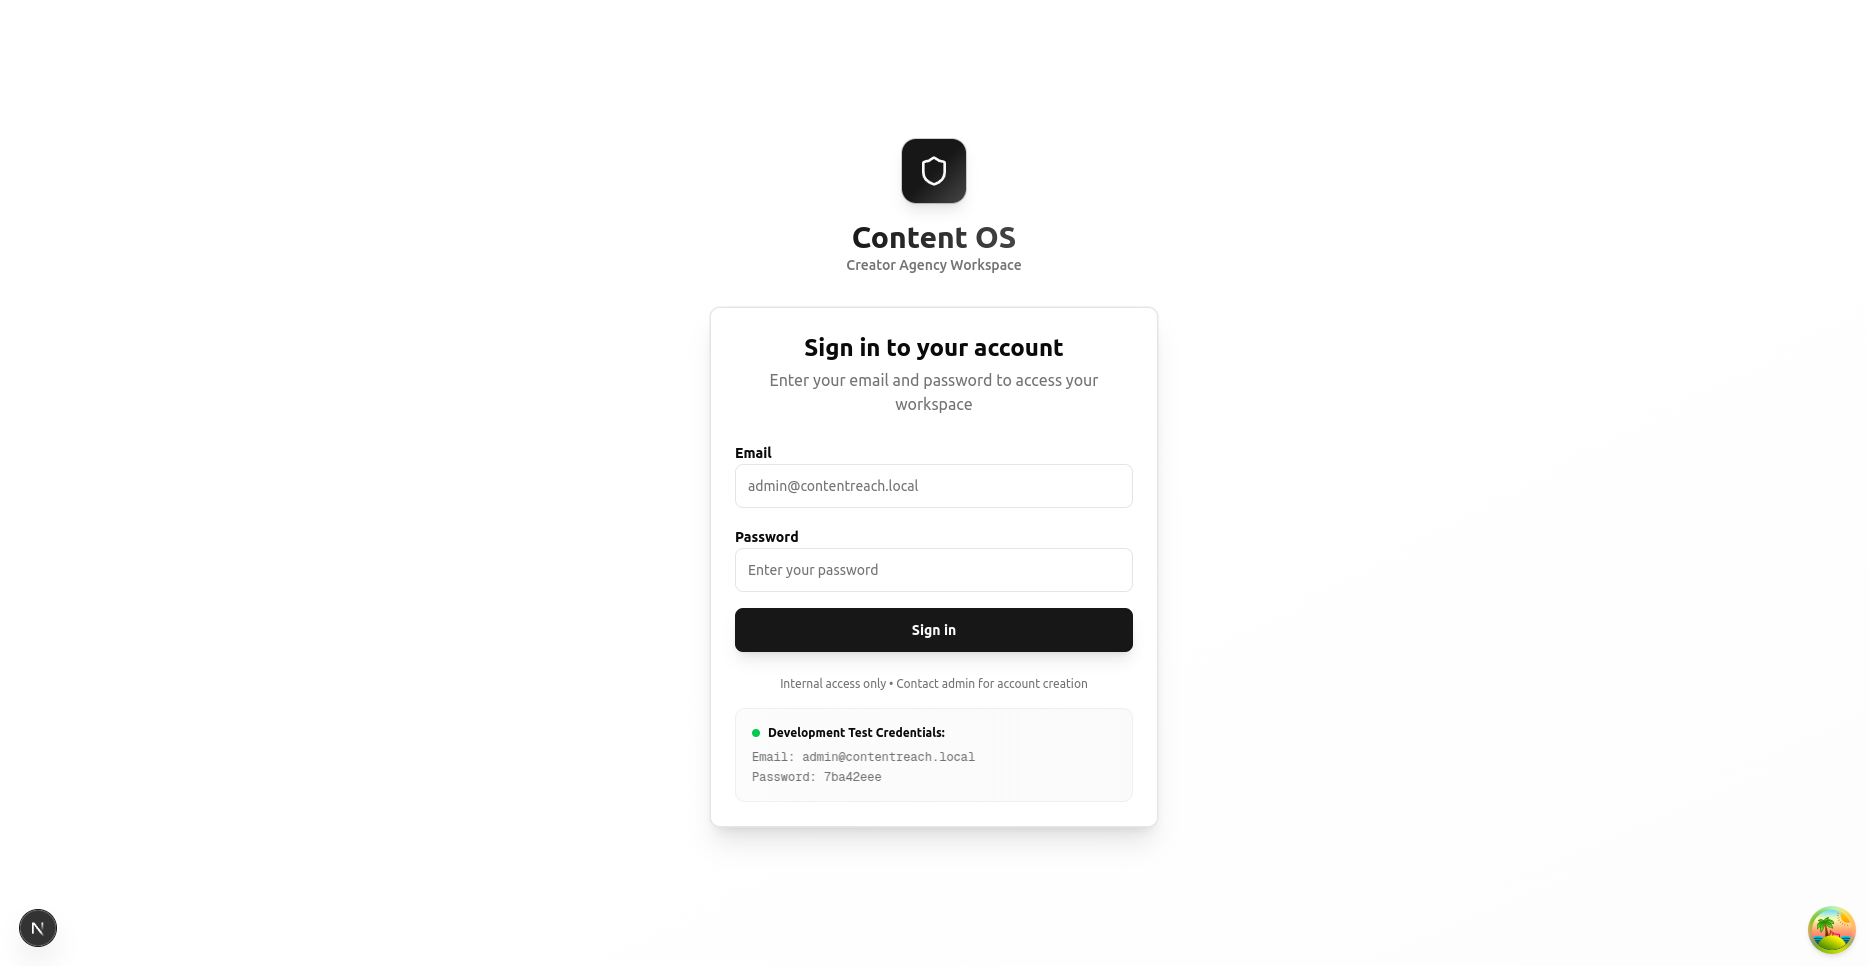 Content OS
Creator Agency Workspace
Sign in to your account
Enter your email and password to access your
workspace
Email
admin@contentreach.local
Password
Enter your password
Sign in
Internal access only • Contact admin for account creation
Development Test Credentials:
Email: admin@contentreach.local
Password: 7ba42eee
N